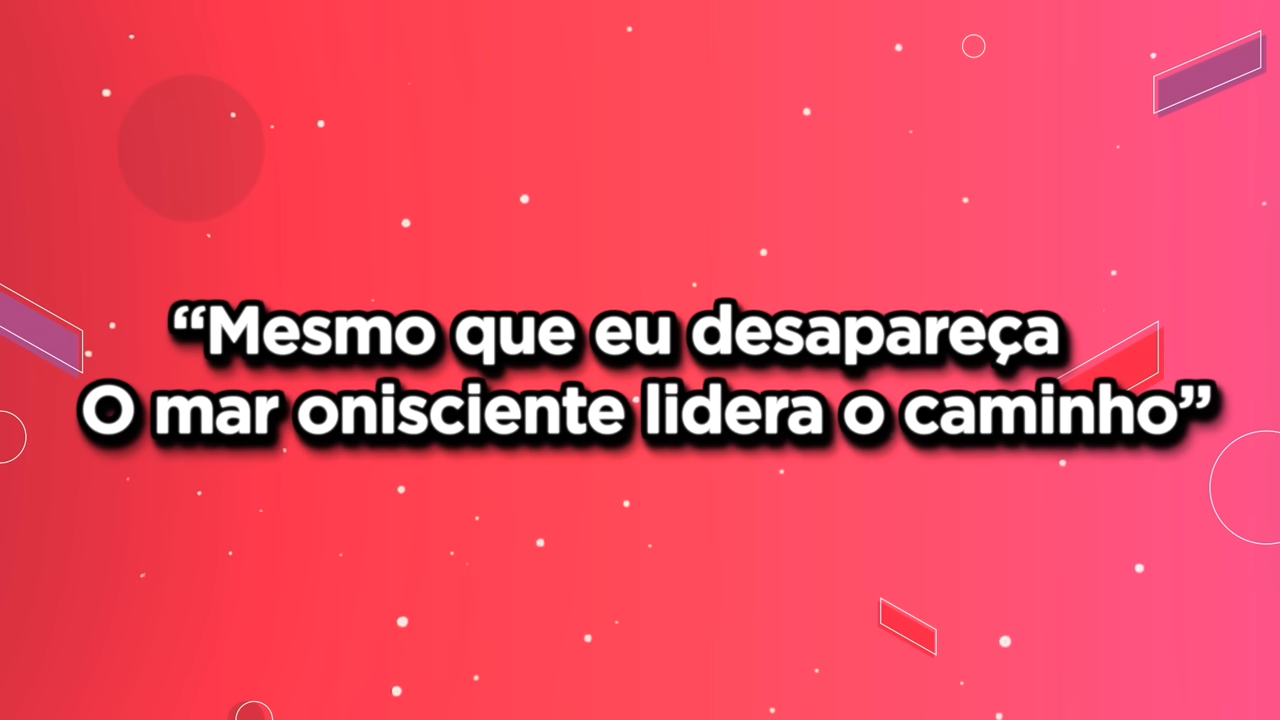 “Mesmo que eu desapareça
O mar onisciente lidera o caminho”